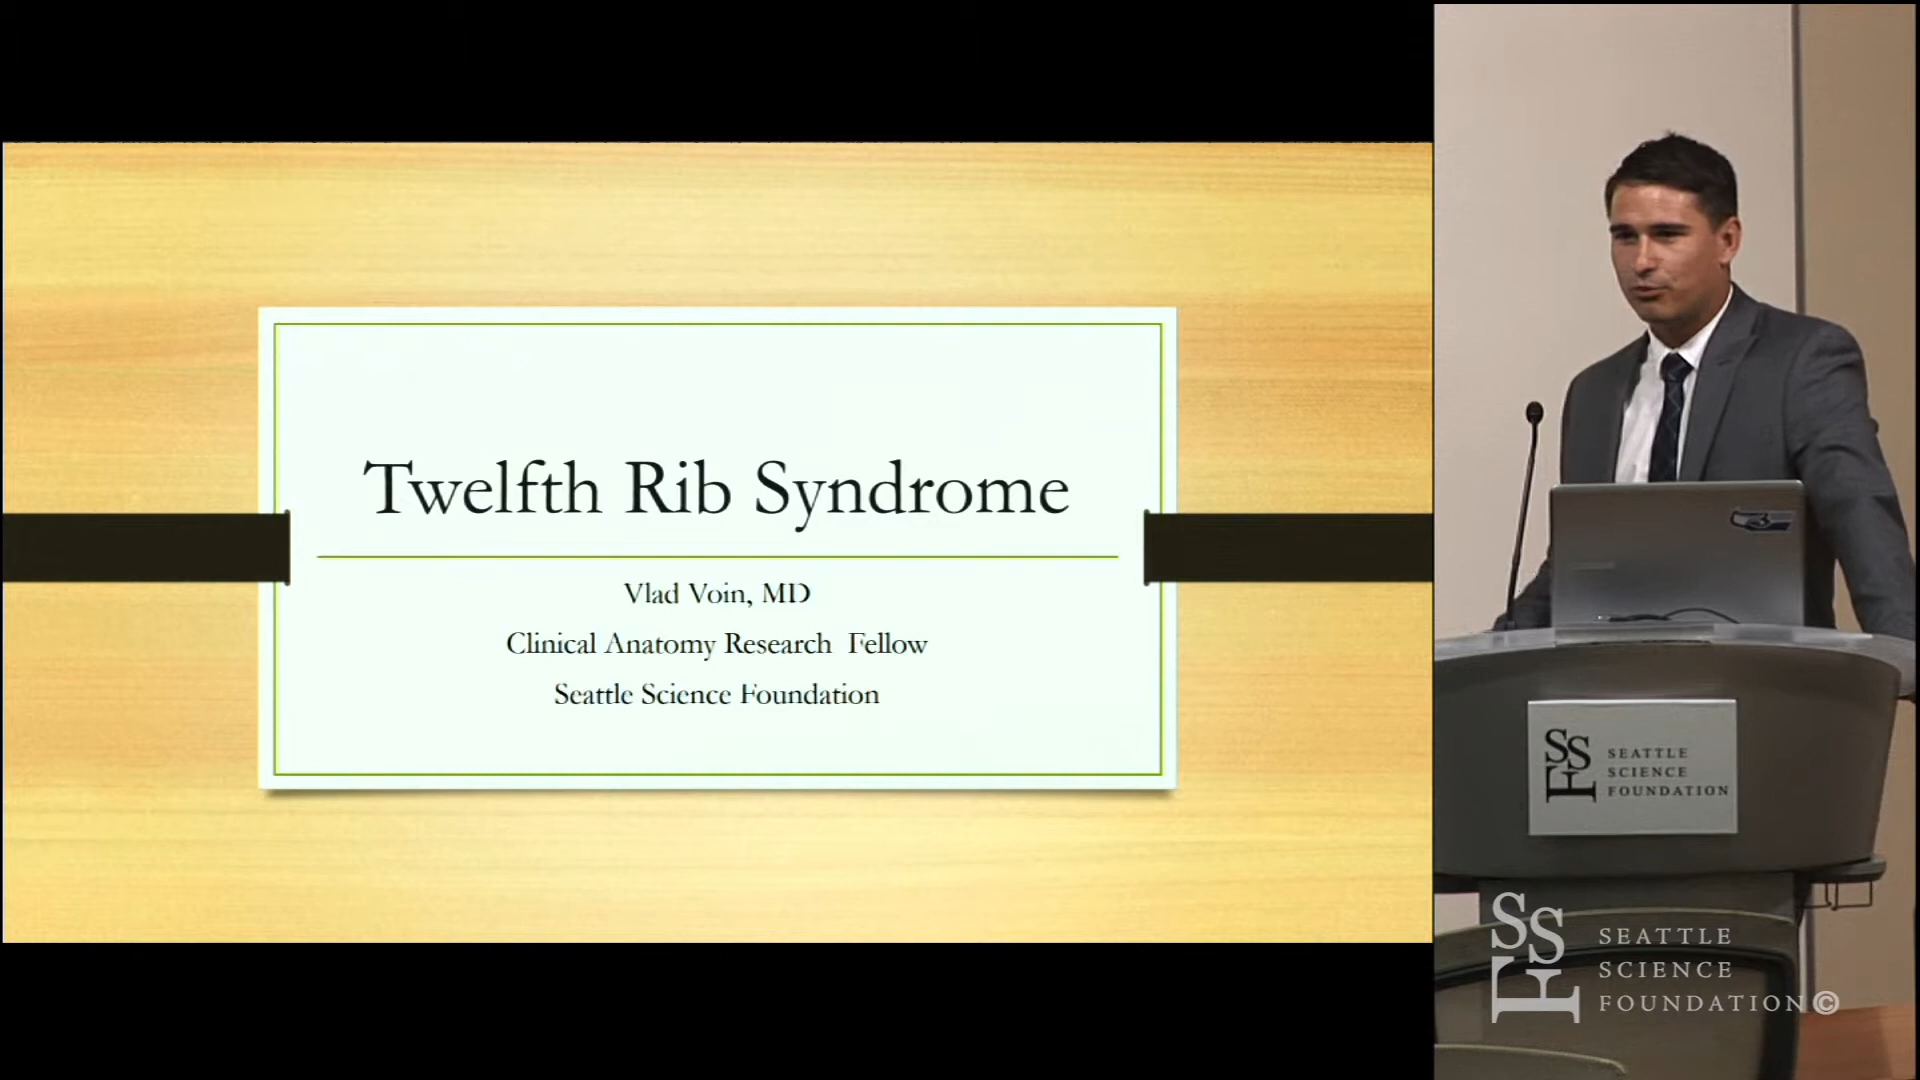 Twelfth Rib Syndrome
Vlad Voin, MD
Clinical Anatomy Research Fellow
Seattle Science Foundation
SSF
SEATTLE
SCIENCE
FOUNDATION
SSF
SEATTLE
SCIENCE
FOUNDATION©